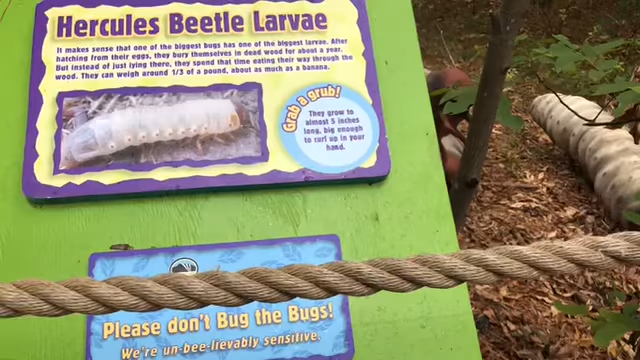 Hercules Beetle Larvae
It makes sense that one of the biggest bugs has one of the biggest larvae. After
hatching from their eggs, they bury themselves in dead wood for about a year.
But instead of just lying there, they spend that time eating their way through the
wood. They can weigh around 1/3 of a pound, about as much as a banana.
Grab a grub!
They grow to
almost 5 inches
long, big enough
to curl up in your
hand.
Please don't Bug the Bugs!
We're un-bee-lievably sensitive.